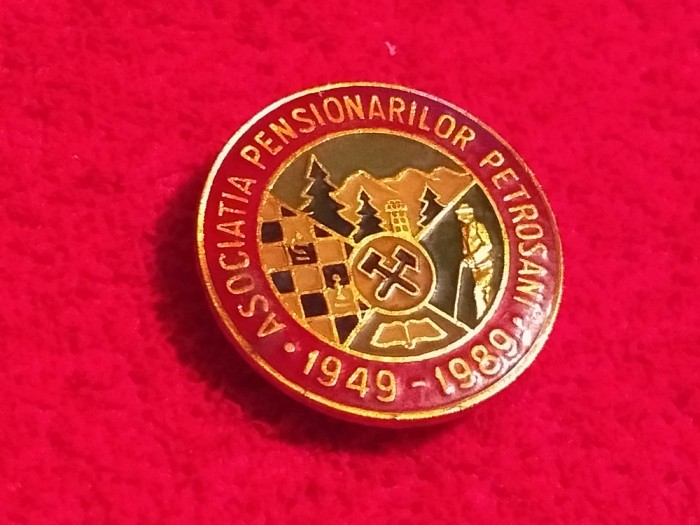 ASOCIATIA PENSIONARILOR PETROSANI
1949 - 1989